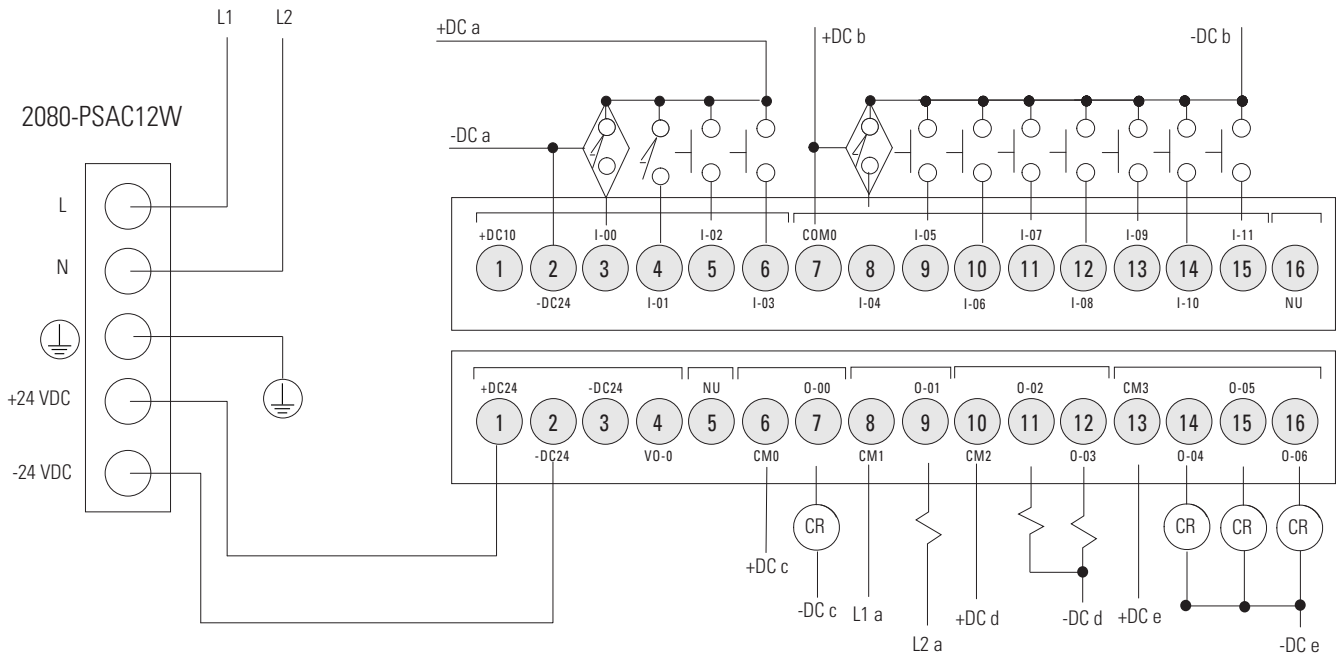 L1 L2
+DC a
+DC b
-DC b
2080-PSAC12W
-DC a
L
N
+24 VDC
-24 VDC
+DC10 I-00 I-02 COM0 I-05 I-07 I-09 I-11
1 2 3 4 5 6 7 8 9 10 11 12 13 14 15 16
-DC24 I-01 I-03 I-04 I-06 I-08 I-10 NU
+DC24 -DC24 NU O-00 O-01 O-02 CM3 O-05
1 2 3 4 5 6 7 8 9 10 11 12 13 14 15 16
-DC24 VO-0 CM0 CM1 CM2 O-03 O-04 O-06
CR CR CR CR
+DC c
-DC c
L1 a
L2 a
+DC d
-DC d
+DC e
-DC e